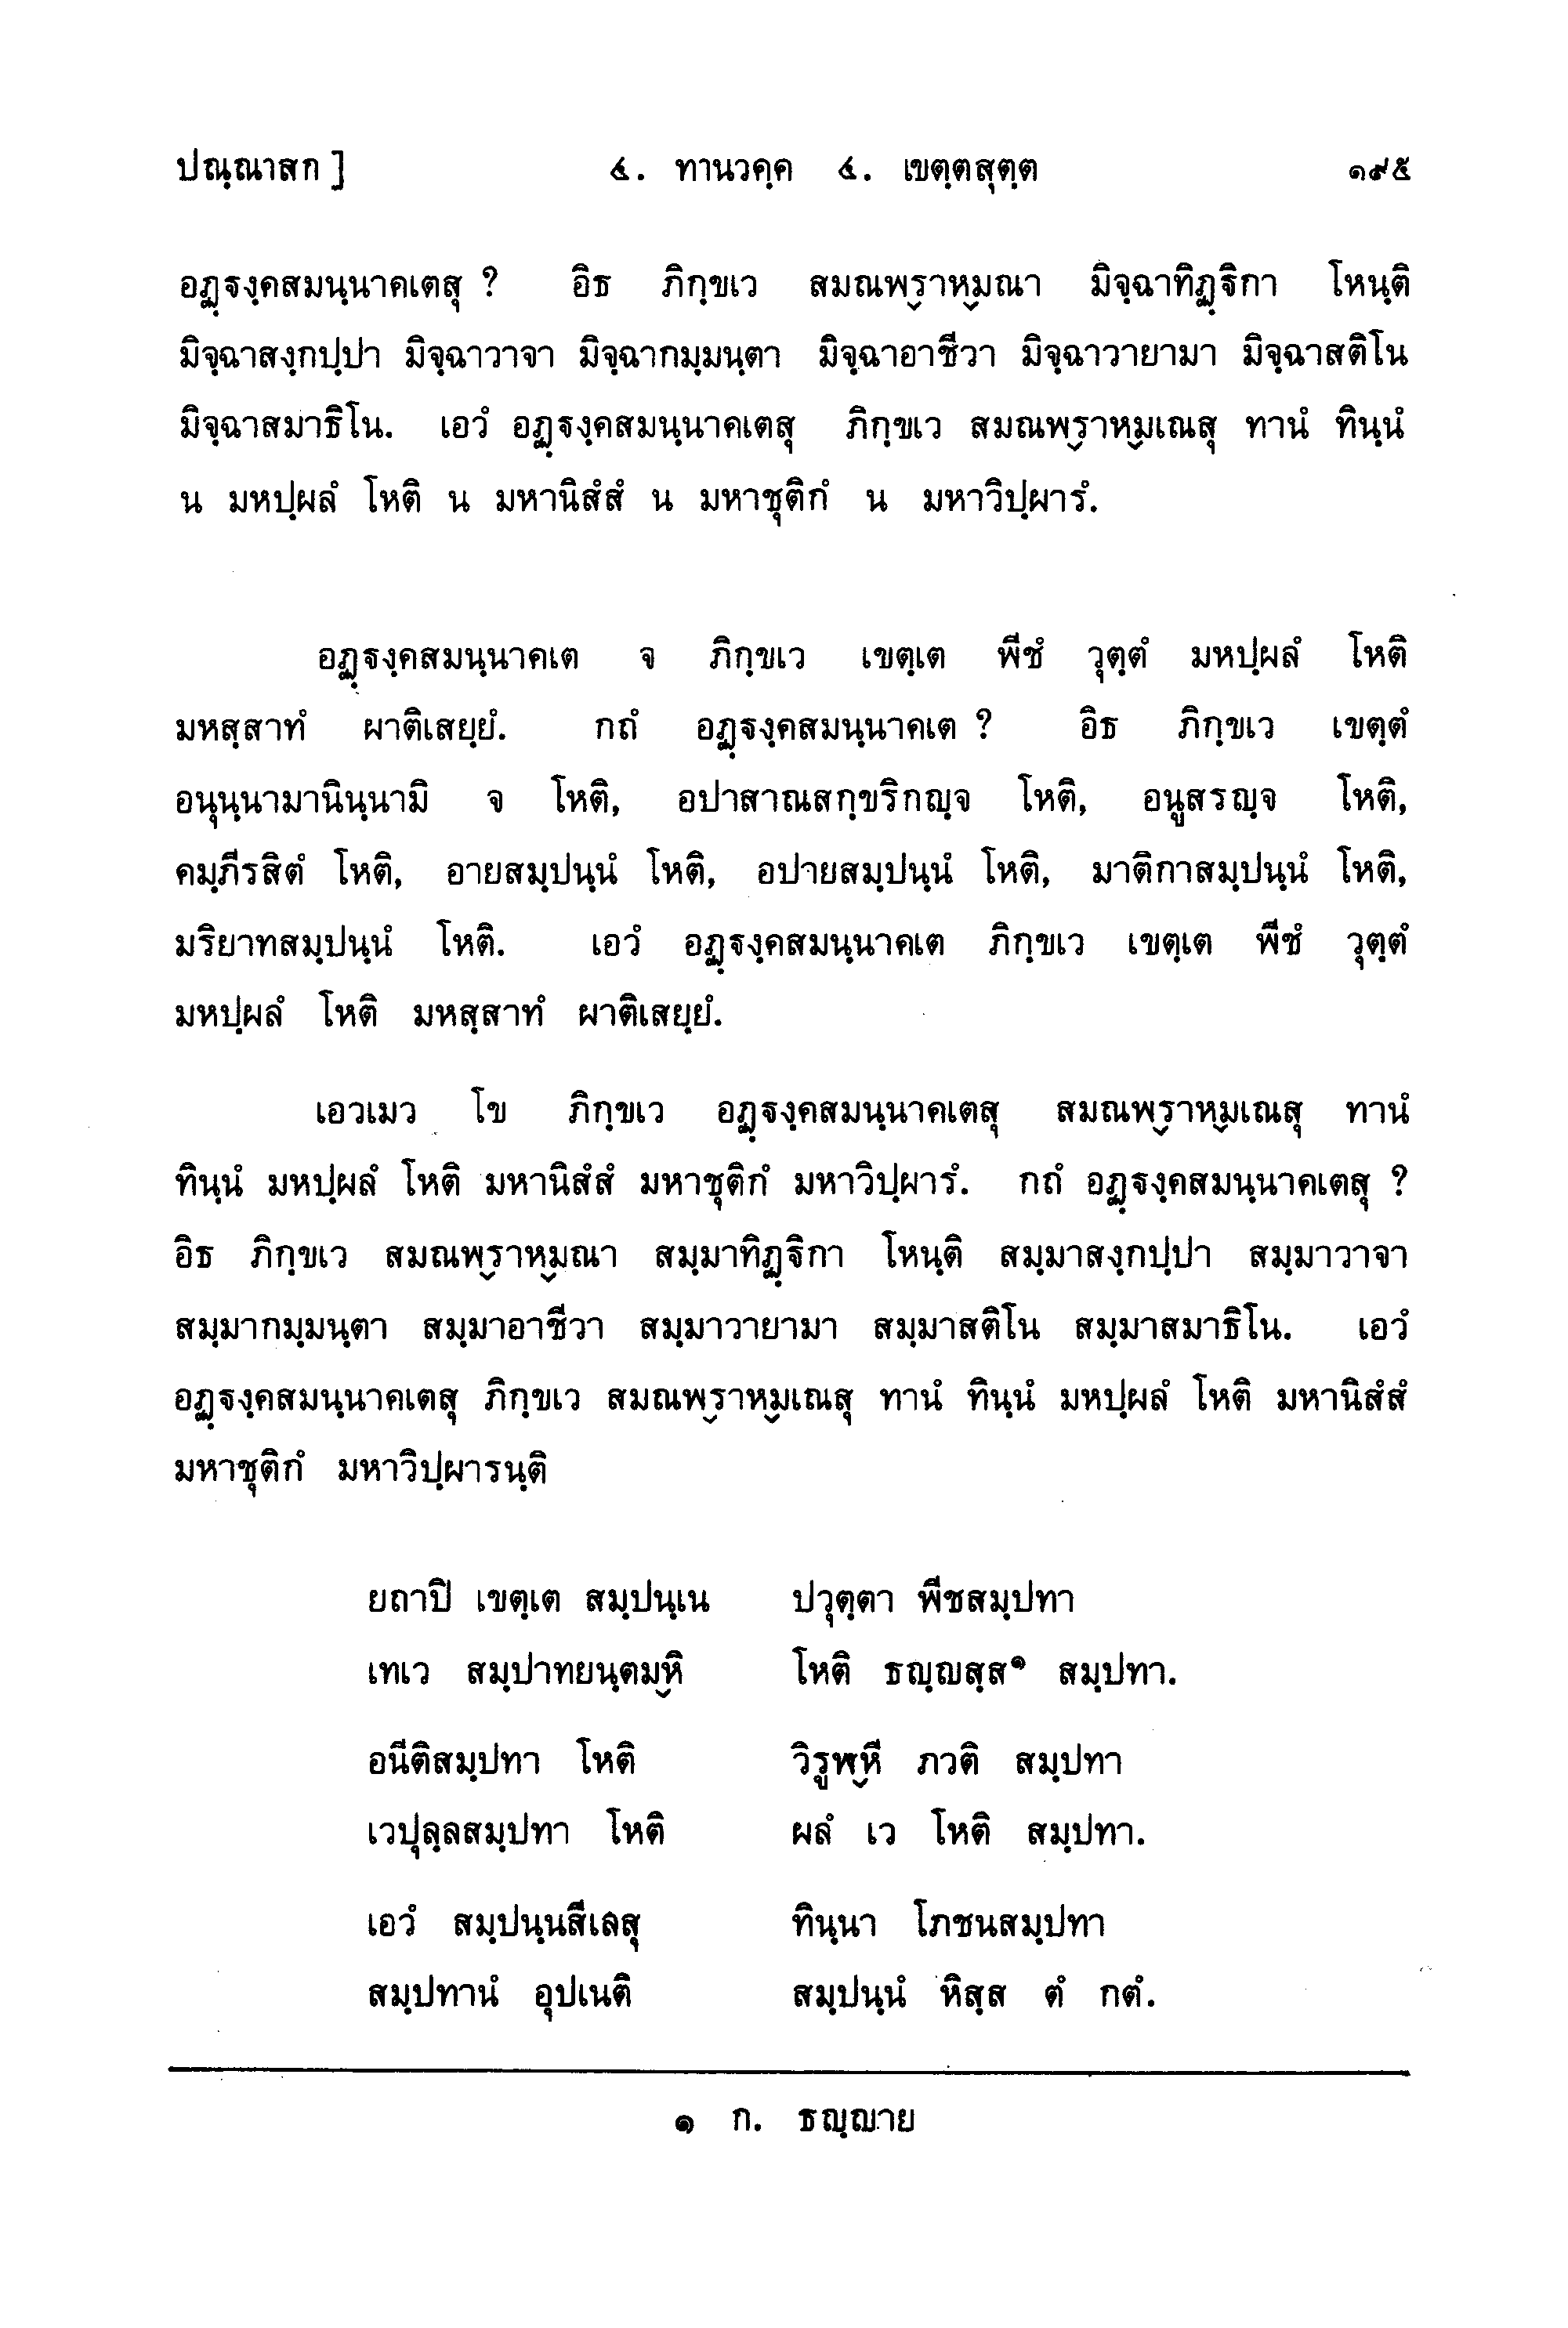 ปณฺณาสก ]    ๔.  ทานวคฺค  ๔.  เขตฺตสุตฺต    ๑๙๕
อฏฺฐงฺคสมนฺนาคเตสุ ?  อิธ  ภิกฺขเว  สมณพฺราหฺมณา  มิจฺฉาทิฏฺฐิกา  โหนฺติ
มิจฺฉาสงฺกปฺปา มิจฺฉาวาจา มิจฺฉากมฺมนฺตา มิจฺฉาอาชีวา มิจฺฉาวายามา มิจฺฉาสติโน
มิจฺฉาสมาธิโน.  เอวํ อฏฺฐงฺคสมนฺนาคเตสุ  ภิกฺขเว สมณพฺราหฺมเณสุ ทานํ ทินฺนํ
น มหปฺผลํ โหติ น มหานิสํสํ น มหาชุติกํ น มหาวิปฺผารํ.
อฏฺฐงฺคสมนฺนาคเต จ ภิกฺขเว เขตฺเต พีชํ วุตฺตํ มหปฺผลํ โหติ
มหสฺสาทํ ผาติเสยฺยํ.  กถํ อฏฺฐงฺคสมนฺนาคเต ?  อิธ ภิกฺขเว เขตฺตํ
อนุนฺนามานินฺนามิ จ โหติ, อปาสาณสกฺขริกญฺจ โหติ, อนูสรญฺจ โหติ,
คมฺภีรสิตํ โหติ, อายสมฺปนฺนํ โหติ, อปายสมฺปนฺนํ โหติ, มาติกาสมฺปนฺนํ โหติ,
มริยาทสมฺปนฺนํ โหติ.  เอวํ อฏฺฐงฺคสมนฺนาคเต ภิกฺขเว เขตฺเต พีชํ วุตฺตํ
มหปฺผลํ โหติ มหสฺสาทํ ผาติเสยฺยํ.
เอวเมว โข ภิกฺขเว อฏฺฐงฺคสมนฺนาคเตสุ สมณพฺราหฺมเณสุ ทานํ
ทินฺนํ มหปฺผลํ โหติ มหานิสํสํ มหาชุติกํ มหาวิปฺผารํ.  กถํ อฏฺฐงฺคสมนฺนาคเตสุ ?
อิธ ภิกฺขเว สมณพฺราหฺมณา สมฺมาทิฏฺฐิกา โหนฺติ สมฺมาสงฺกปฺปา สมฺมาวาจา
สมฺมากมฺมนฺตา สมฺมาอาชีวา สมฺมาวายามา สมฺมาสติโน สมฺมาสมาธิโน.  เอวํ
อฏฺฐงฺคสมนฺนาคเตสุ ภิกฺขเว สมณพฺราหฺมเณสุ ทานํ ทินฺนํ มหปฺผลํ โหติ มหานิสํสํ
มหาชุติกํ มหาวิปฺผารนฺติ
ยถาปิ เขตฺเต สมฺปนฺเน    ปวุตฺตา พีชสมฺปทา
เทเว สมฺปาทยนฺตมฺหิ    โหติ ธญฺญสฺส๑ สมฺปทา.
อนีติสมฺปทา โหติ    วิรูฬฺหี ภวติ สมฺปทา
เวปุลฺลสมฺปทา โหติ    ผลํ เว โหติ สมฺปทา.
เอวํ สมฺปนฺนสีเลสุ    ทินฺนา โภชนสมฺปทา
สมฺปทานํ อุปเนติ    สมฺปนฺนํ หิสฺส ตํ กตํ.
๑ ก. ธญฺญาย